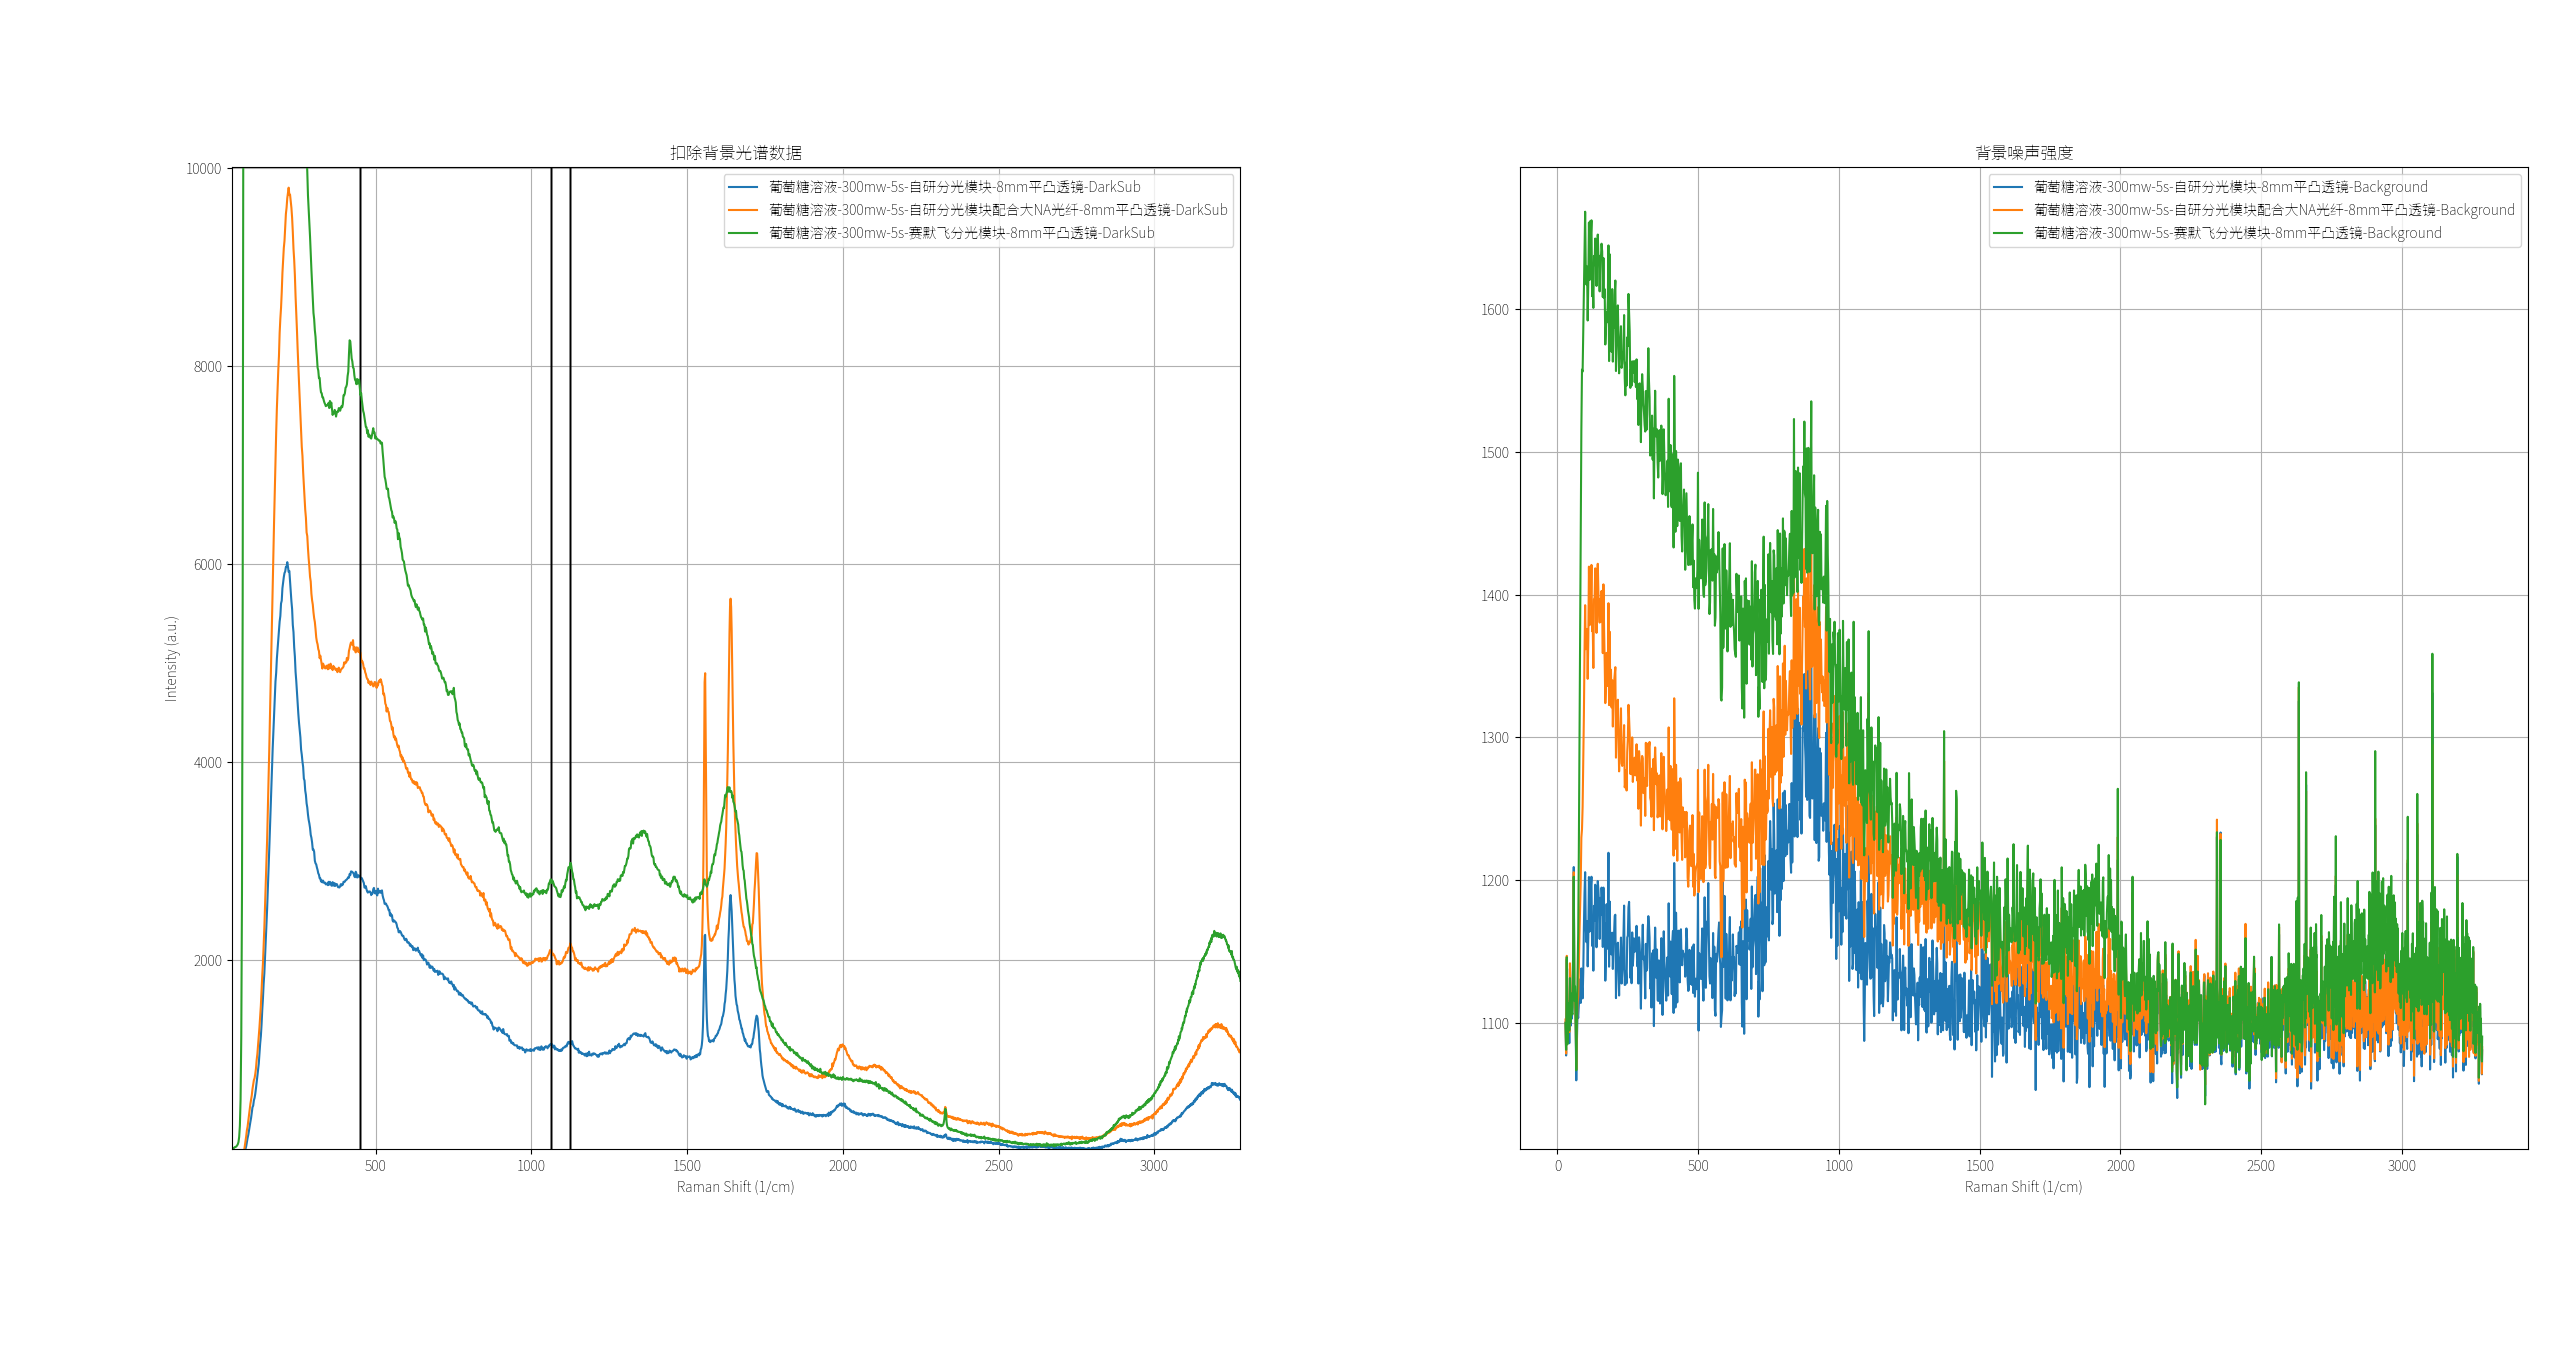 扣除背景光谱数据
葡萄糖溶液-300mw-5s-自研分光模块-8mm平凸透镜-DarkSub
葡萄糖溶液-300mw-5s-自研分光模块配合大NA光纤-8mm平凸透镜-DarkSub
葡萄糖溶液-300mw-5s-赛默飞分光模块-8mm平凸透镜-DarkSub
10000
8000
6000
4000
2000
Intensity (a.u.)
500 1000 1500 2000 2500 3000
Raman Shift (1/cm)
背景噪声强度
葡萄糖溶液-300mw-5s-自研分光模块-8mm平凸透镜-Background
葡萄糖溶液-300mw-5s-自研分光模块配合大NA光纤-8mm平凸透镜-Background
葡萄糖溶液-300mw-5s-赛默飞分光模块-8mm平凸透镜-Background
1600
1500
1400
1300
1200
1100
0 500 1000 1500 2000 2500 3000
Raman Shift (1/cm)